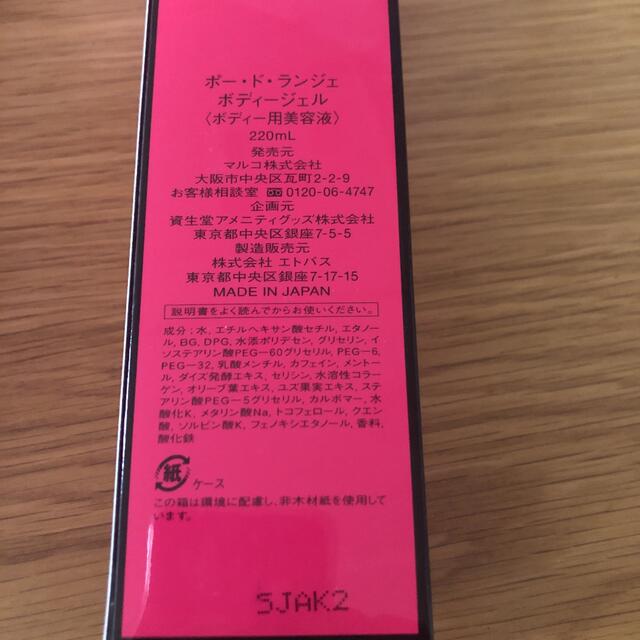 ポー・ド・ランジェ
ボディージェル
〈ボディー用美容液〉
220mL
発売元
マルコ株式会社
大阪市中央区瓦町2-2-9
お客様相談室 0120-06-4747
企画元
資生堂アメニティグッズ株式会社
東京都中央区銀座7-5-5
製造販売元
株式会社 エトバス
東京都中央区銀座7-17-15
MADE IN JAPAN
説明書をよく読んでからお使いください。
成分：水，エチルヘキサン酸セチル，エタノー
ル，BG，DPG，水添ポリデセン，グリセリン，イ
ソステアリン酸PEG－60グリセリル，PEG－6，
PEG－32，乳酸メンチル，カフェイン，メントー
ル，ダイズ発酵エキス，セリシン，水溶性コラー
ゲン，オリーブ葉エキス，ユズ果実エキス，ステ
アリン酸PEG－5グリセリル，カルボマー，水
酸化K，メタリン酸Na，トコフェロール，クエン
酸，ソルビン酸K，フェノキシエタノール，香料，
酸化鉄
紙 ケース
この箱は環境に配慮し，非木材紙を使用して
います。
SJAK2